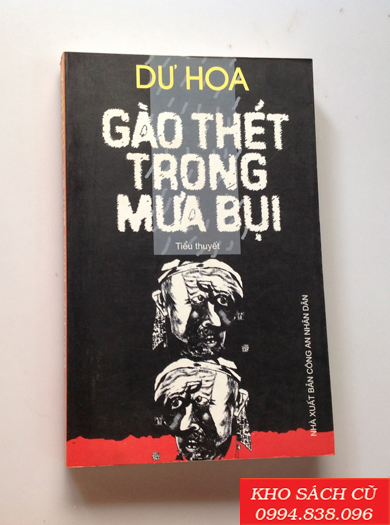 DƯ HOA
GÀO THÉT
TRONG
MƯA BỤI
Tiểu thuyết
NHÀ XUẤT BẢN CÔNG AN NHÂN DÂN
KHO SÁCH CŨ
0994.838.096